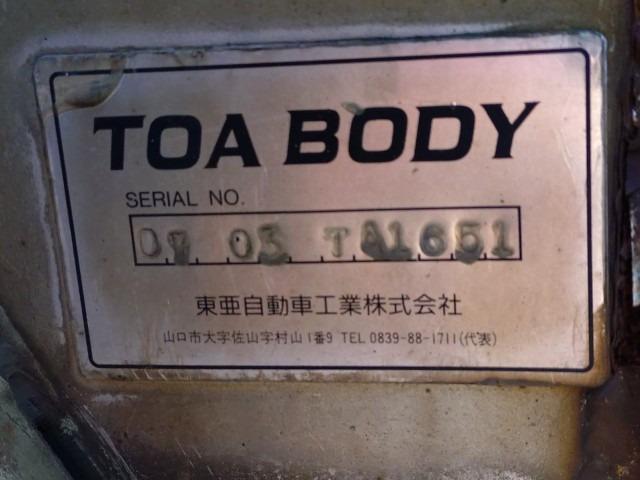 TOA BODY
SERIAL NO.
07 03 TA1651
東亜自動車工業株式会社
山口市大字佐山字村山1番9 TEL 0839-88-1711(代表)